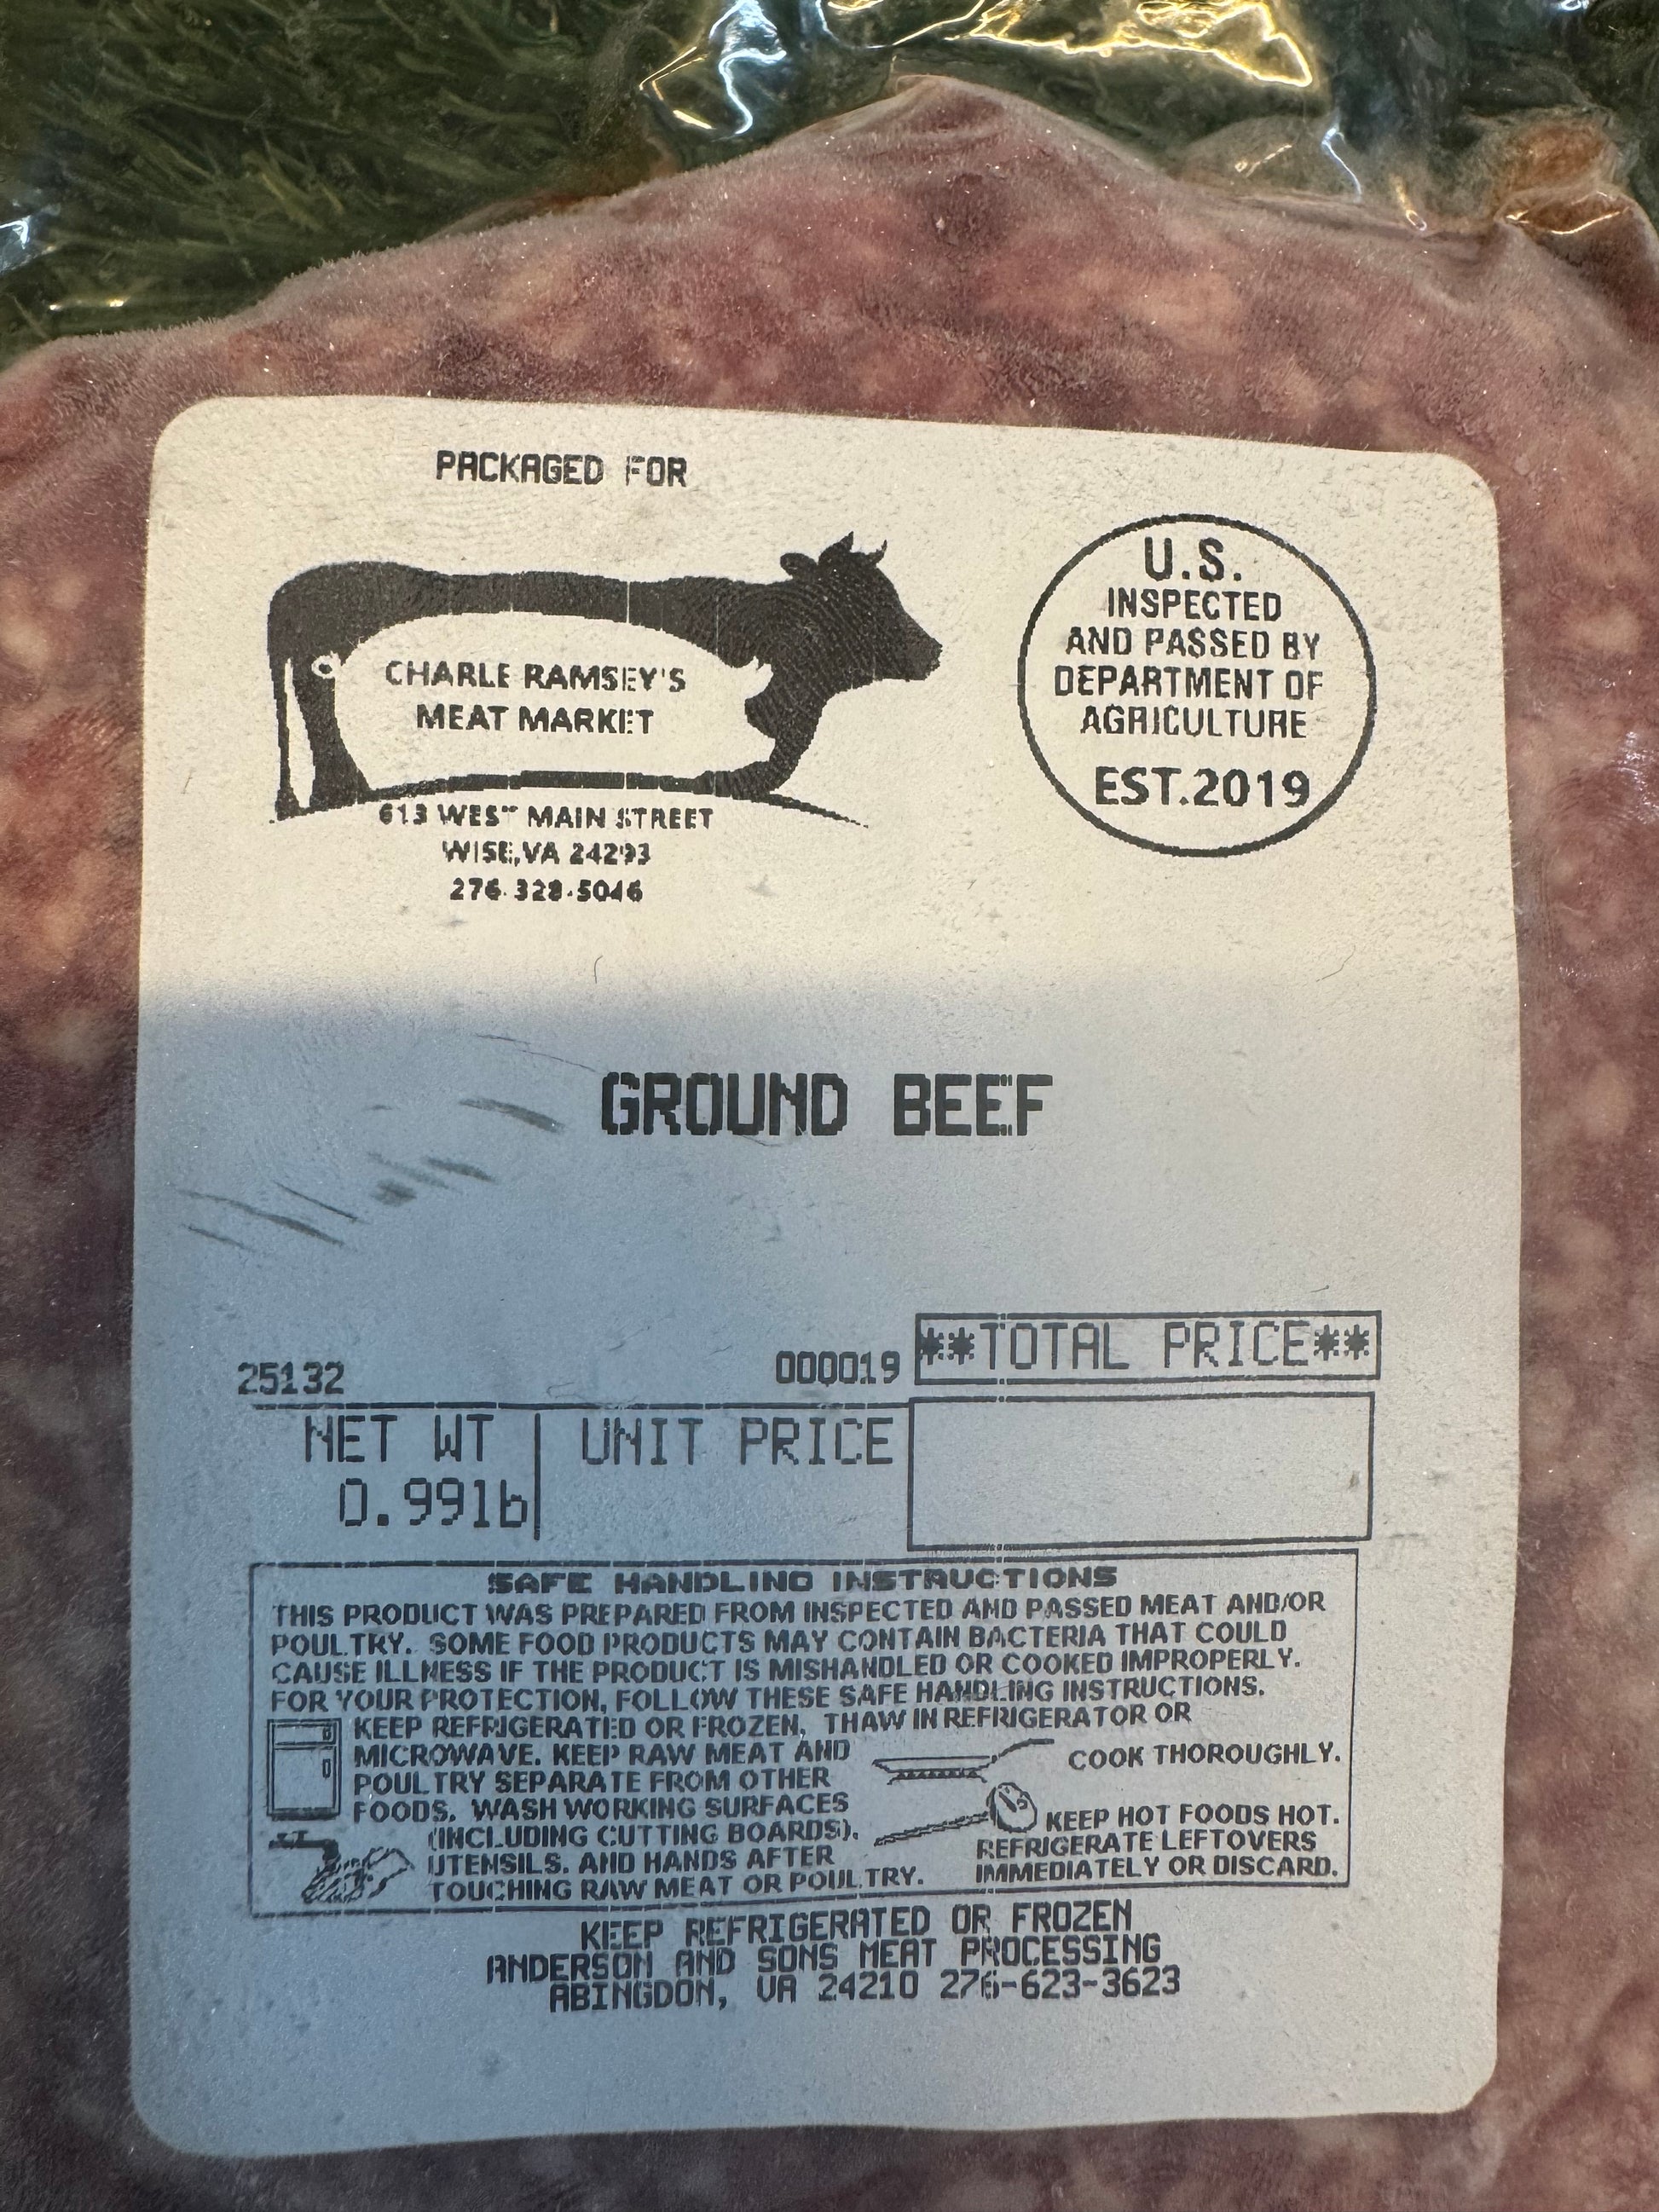 PACKAGED FOR
CHARLE RAMSEY'S
MEAT MARKET
613 WEST MAIN STREET
WISE, VA 24293
276-328-5046
U.S.
INSPECTED
AND PASSED BY
DEPARTMENT OF
AGRICULTURE
EST.2019
GROUND BEEF
25132
000019
**TOTAL PRICE**
NET WT
UNIT PRICE
0.99lb
SAFE HANDLING INSTRUCTIONS
THIS PRODUCT WAS PREPARED FROM INSPECTED AND PASSED MEAT AND/OR
POULTRY. SOME FOOD PRODUCTS MAY CONTAIN BACTERIA THAT COULD
CAUSE ILLNESS IF THE PRODUCT IS MISHANDLED OR COOKED IMPROPERLY.
FOR YOUR PROTECTION, FOLLOW THESE SAFE HANDLING INSTRUCTIONS.
KEEP REFRIGERATED OR FROZEN. THAW IN REFRIGERATOR OR
MICROWAVE. KEEP RAW MEAT AND
POULTRY SEPARATE FROM OTHER
FOODS. WASH WORKING SURFACES
(INCLUDING CUTTING BOARDS),
UTENSILS, AND HANDS AFTER
TOUCHING RAW MEAT OR POULTRY.
COOK THOROUGHLY.
KEEP HOT FOODS HOT.
REFRIGERATE LEFTOVERS
IMMEDIATELY OR DISCARD.
KEEP REFRIGERATED OR FROZEN
ANDERSON AND SONS MEAT PROCESSING
ABINGDON, VA 24210 276-623-3623